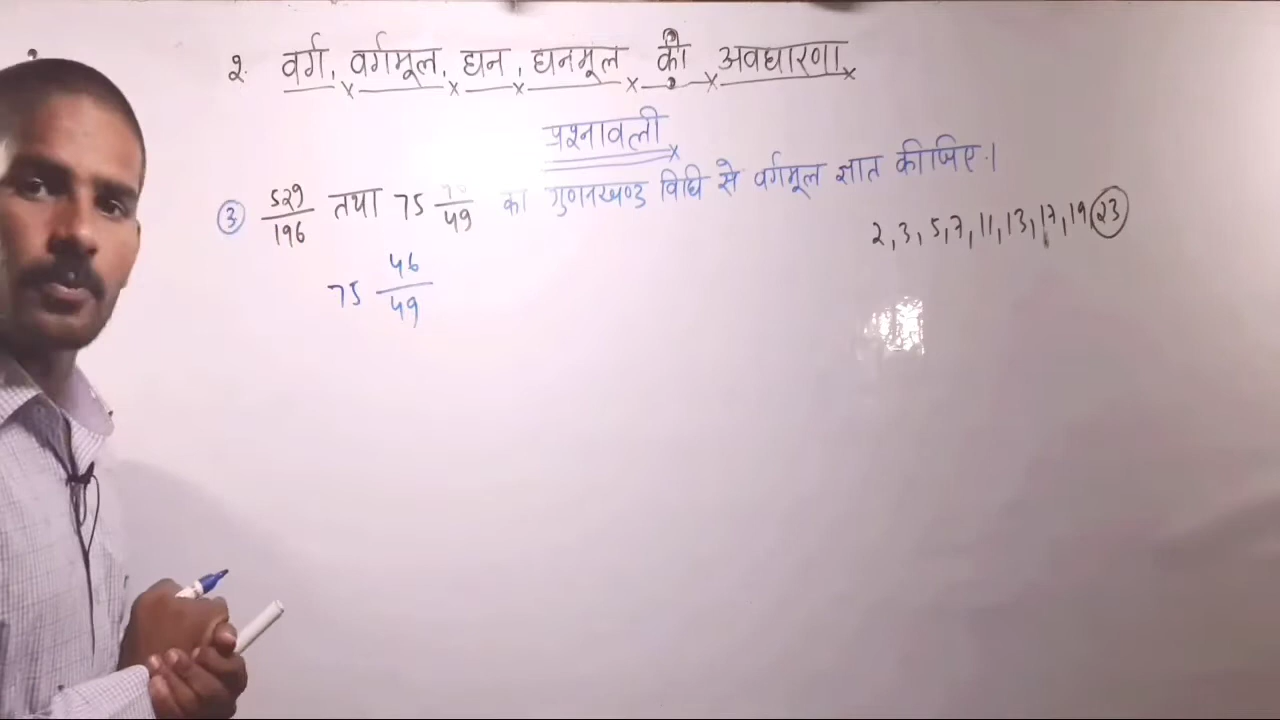 २. वर्ग, वर्गमूल, घन, घनमूल की अवधारणा
प्रश्नावली
③ 529/196 तथा 75 /49 का गुणनखण्ड विधि से वर्गमूल ज्ञात कीजिए।
2, 3, 5, 7, 11, 13, 17, 19, 23
75 46/49